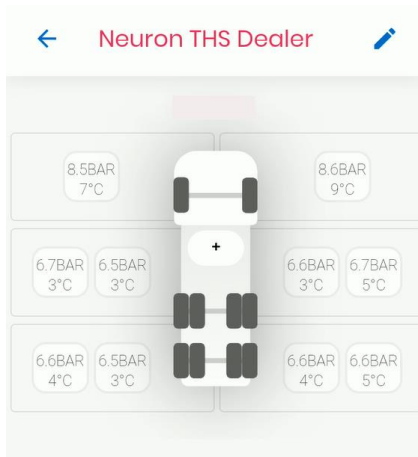 Neuron THS Dealer
8.5BAR
7°C
8.6BAR
9°C
6.7BAR
3°C
6.5BAR
3°C
6.6BAR
3°C
6.7BAR
5°C
+
6.6BAR
4°C
6.5BAR
3°C
6.6BAR
4°C
6.6BAR
5°C